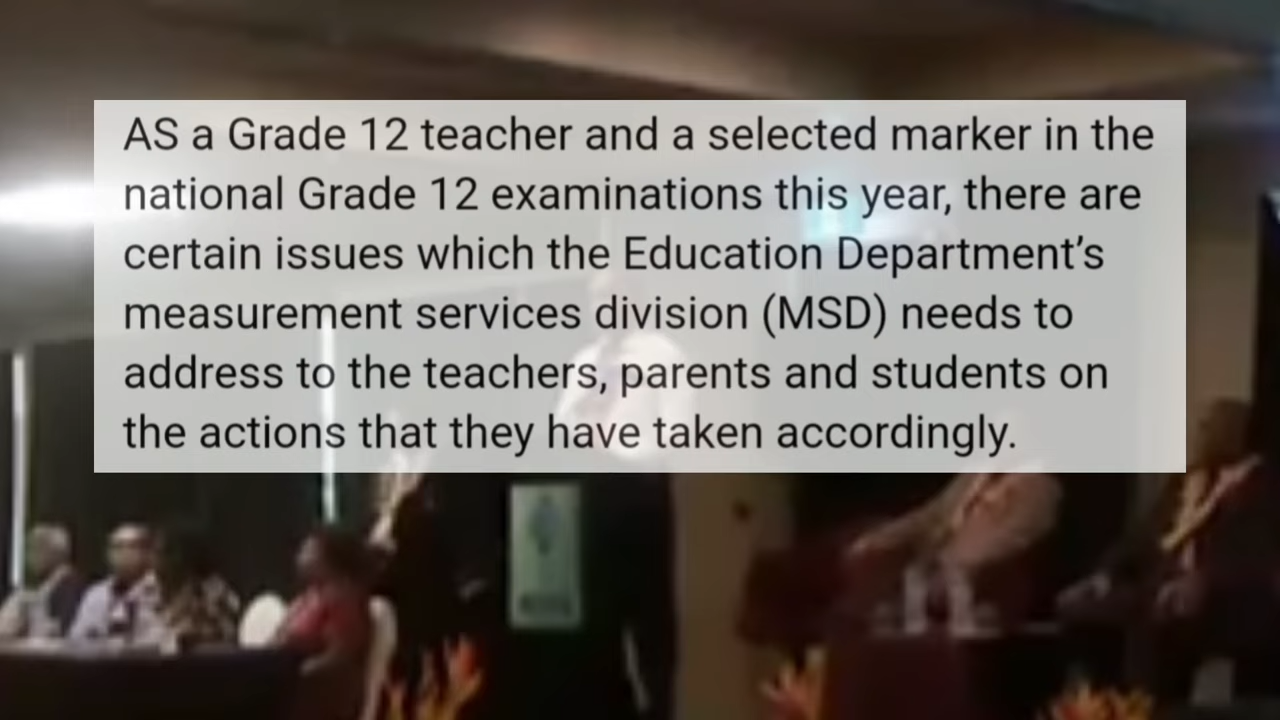 AS a Grade 12 teacher and a selected marker in the
national Grade 12 examinations this year, there are
certain issues which the Education Department’s
measurement services division (MSD) needs to
address to the teachers, parents and students on
the actions that they have taken accordingly.